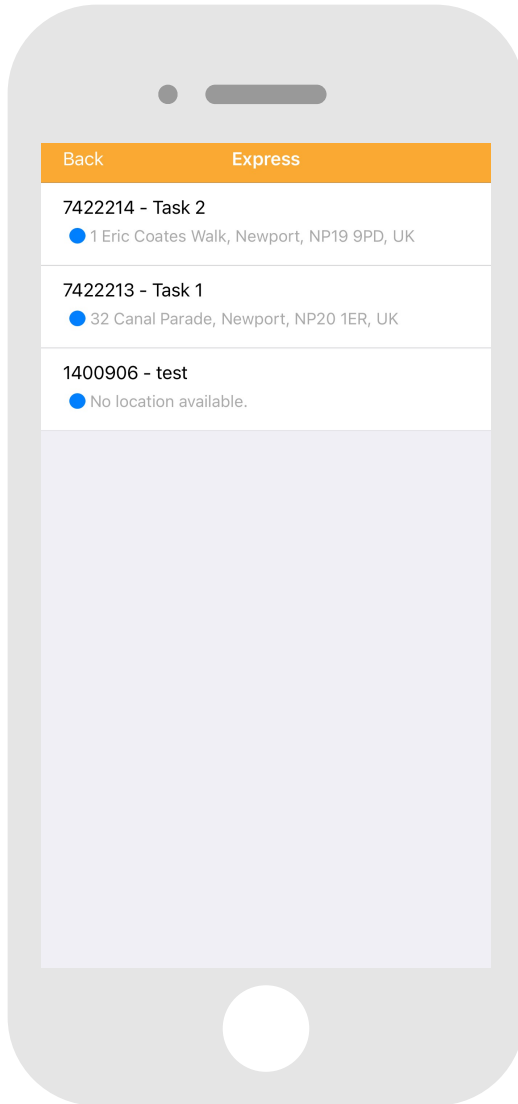 Back Express
7422214 - Task 2
1 Eric Coates Walk, Newport, NP19 9PD, UK
7422213 - Task 1
32 Canal Parade, Newport, NP20 1ER, UK
1400906 - test
No location available.